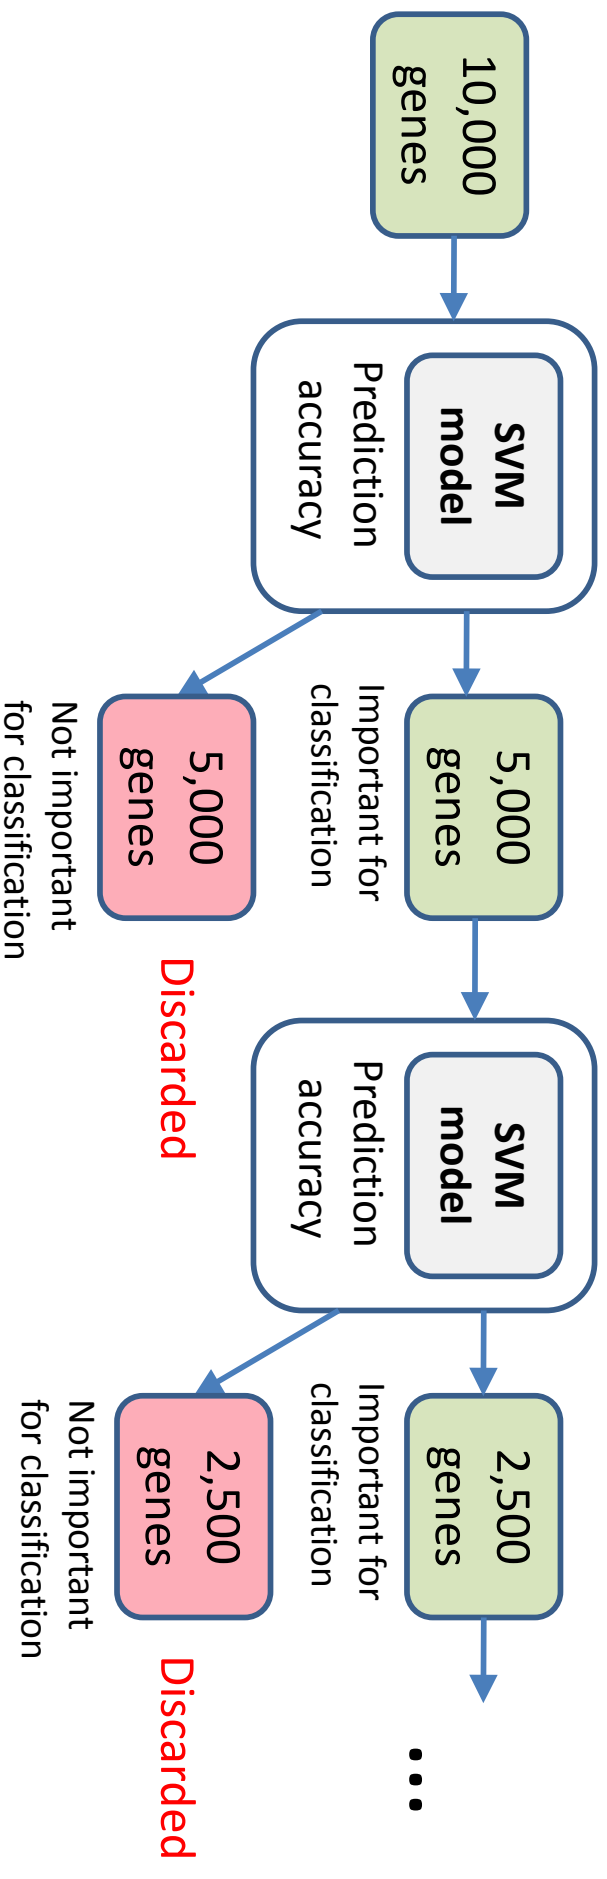 10,000
genes
SVM
model
Prediction
accuracy
5,000
genes
Important for
classification
5,000
genes
Not important
for classification
Discarded
SVM
model
Prediction
accuracy
2,500
genes
Important for
classification
2,500
genes
Not important
for classification
Discarded
...